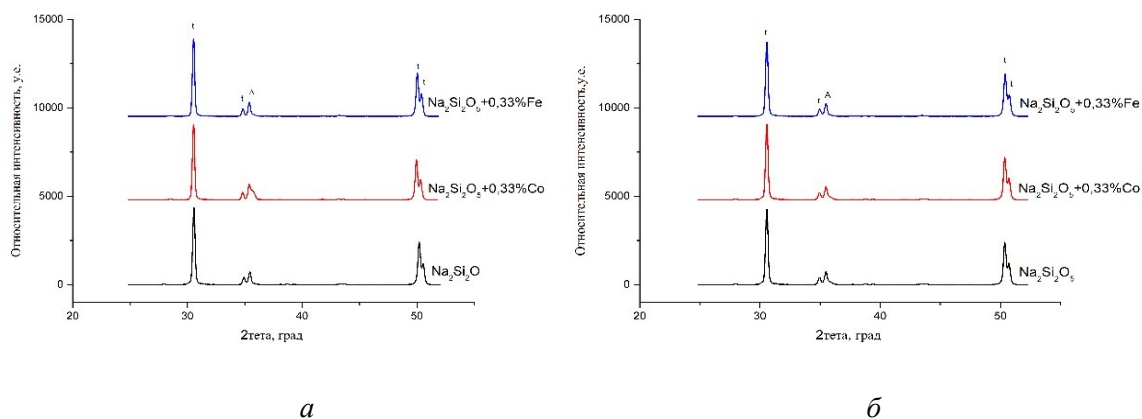 15000
10000
5000
0
20
30
40
50
Относительная интенсивность, у.е.
2тета, град
t
t
A
t
t
Na₂Si₂O₅+0,33%Fe
Na₂Si₂O₅+0,33%Co
Na₂Si₂O
а
15000
10000
5000
0
20
30
40
50
Относительная интенсивность,у.е.
2тета, град
t
t
A
t
t
Na₂Si₂O₅+0,33%Fe
Na₂Si₂O₅+0,33%Co
Na₂Si₂O₅
б